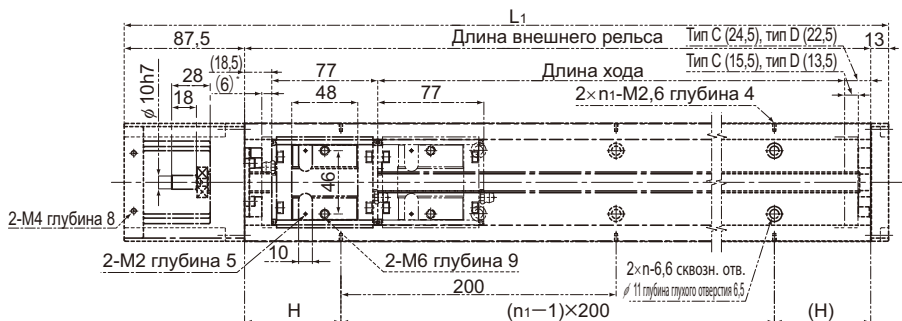 L1
87,5
Длина внешнего рельса
Тип C (24,5), тип D (22,5)
13
(18,5)
Тип C (15,5), тип D (13,5)
28
(6)
77
Длина хода
18
48
77
2×n1-M2,6 глубина 4
ϕ 10h7
46
2-M4 глубина 8
2-M2 глубина 5
10
2-M6 глубина 9
2×n-6,6 сквозн. отв.
ϕ 11 глубина глухого отверстия 6,5
200
H
(n1—1)×200
(H)